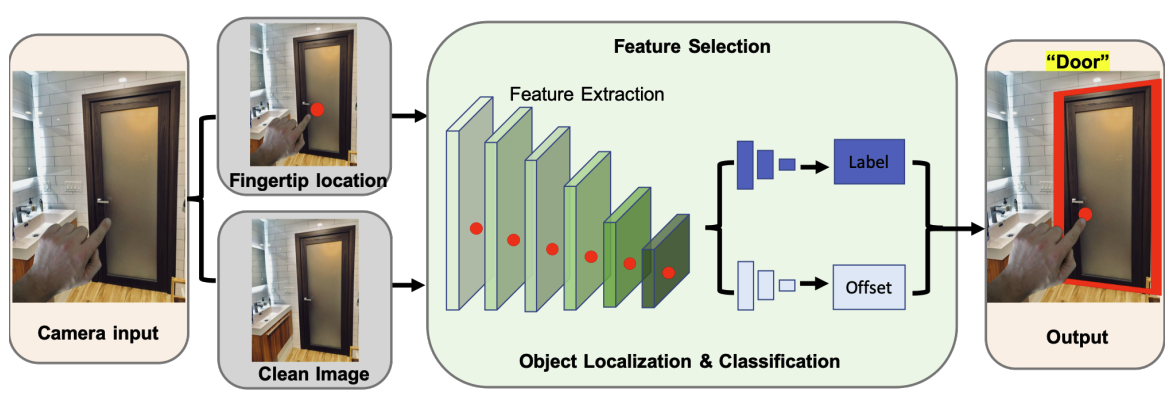 Camera input
Fingertip location
Clean Image
Feature Selection
Feature Extraction
Label
Offset
Object Localization & Classification
“Door”
Output